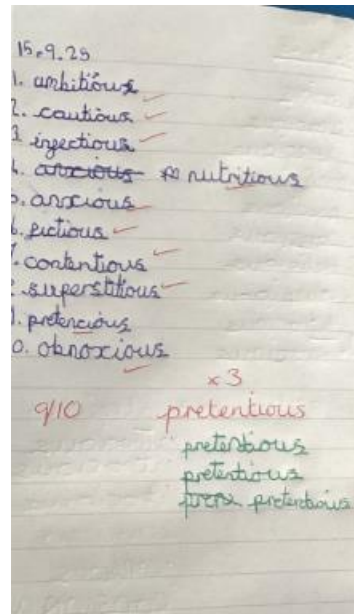 15.9.25
1. ambitious
2. cautious
3. infectious
4. anxious nutritious
5. anxious
6. fictious
7. contentious
8. superstitious
9. pretencious
10. obnoxious
x3
9/10 pretentious
pretentious
pretentious
pretentious